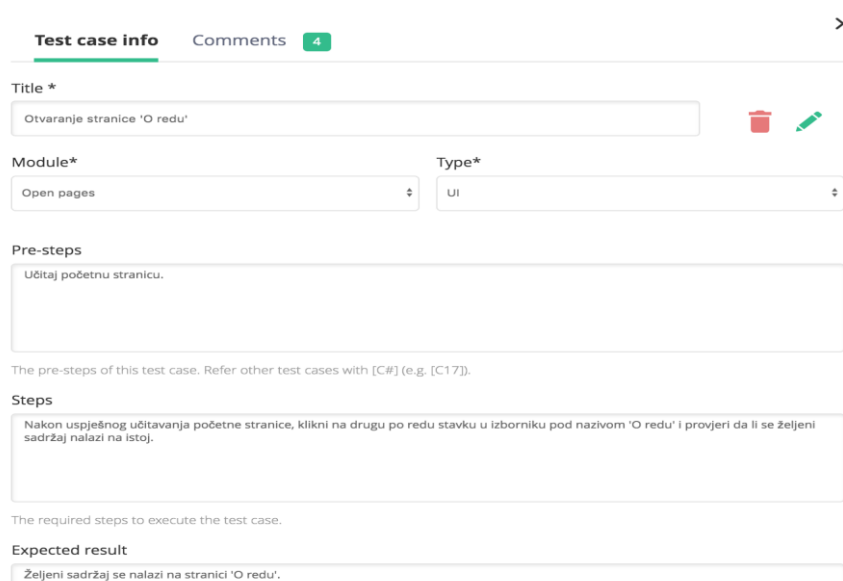 Test case info Comments 4
Title *
Otvaranje stranice 'O redu'
Module* Type*
Open pages UI
Pre-steps
Učitaj početnu stranicu.
The pre-steps of this test case. Refer other test cases with [C#] (e.g. [C17]).
Steps
Nakon uspješnog učitavanja početne stranice, klikni na drugu po redu stavku u izborniku pod nazivom 'O redu' i provjeri da li se željeni
sadržaj nalazi na istoj.
The required steps to execute the test case.
Expected result
Željeni sadržaj se nalazi na stranici 'O redu'.